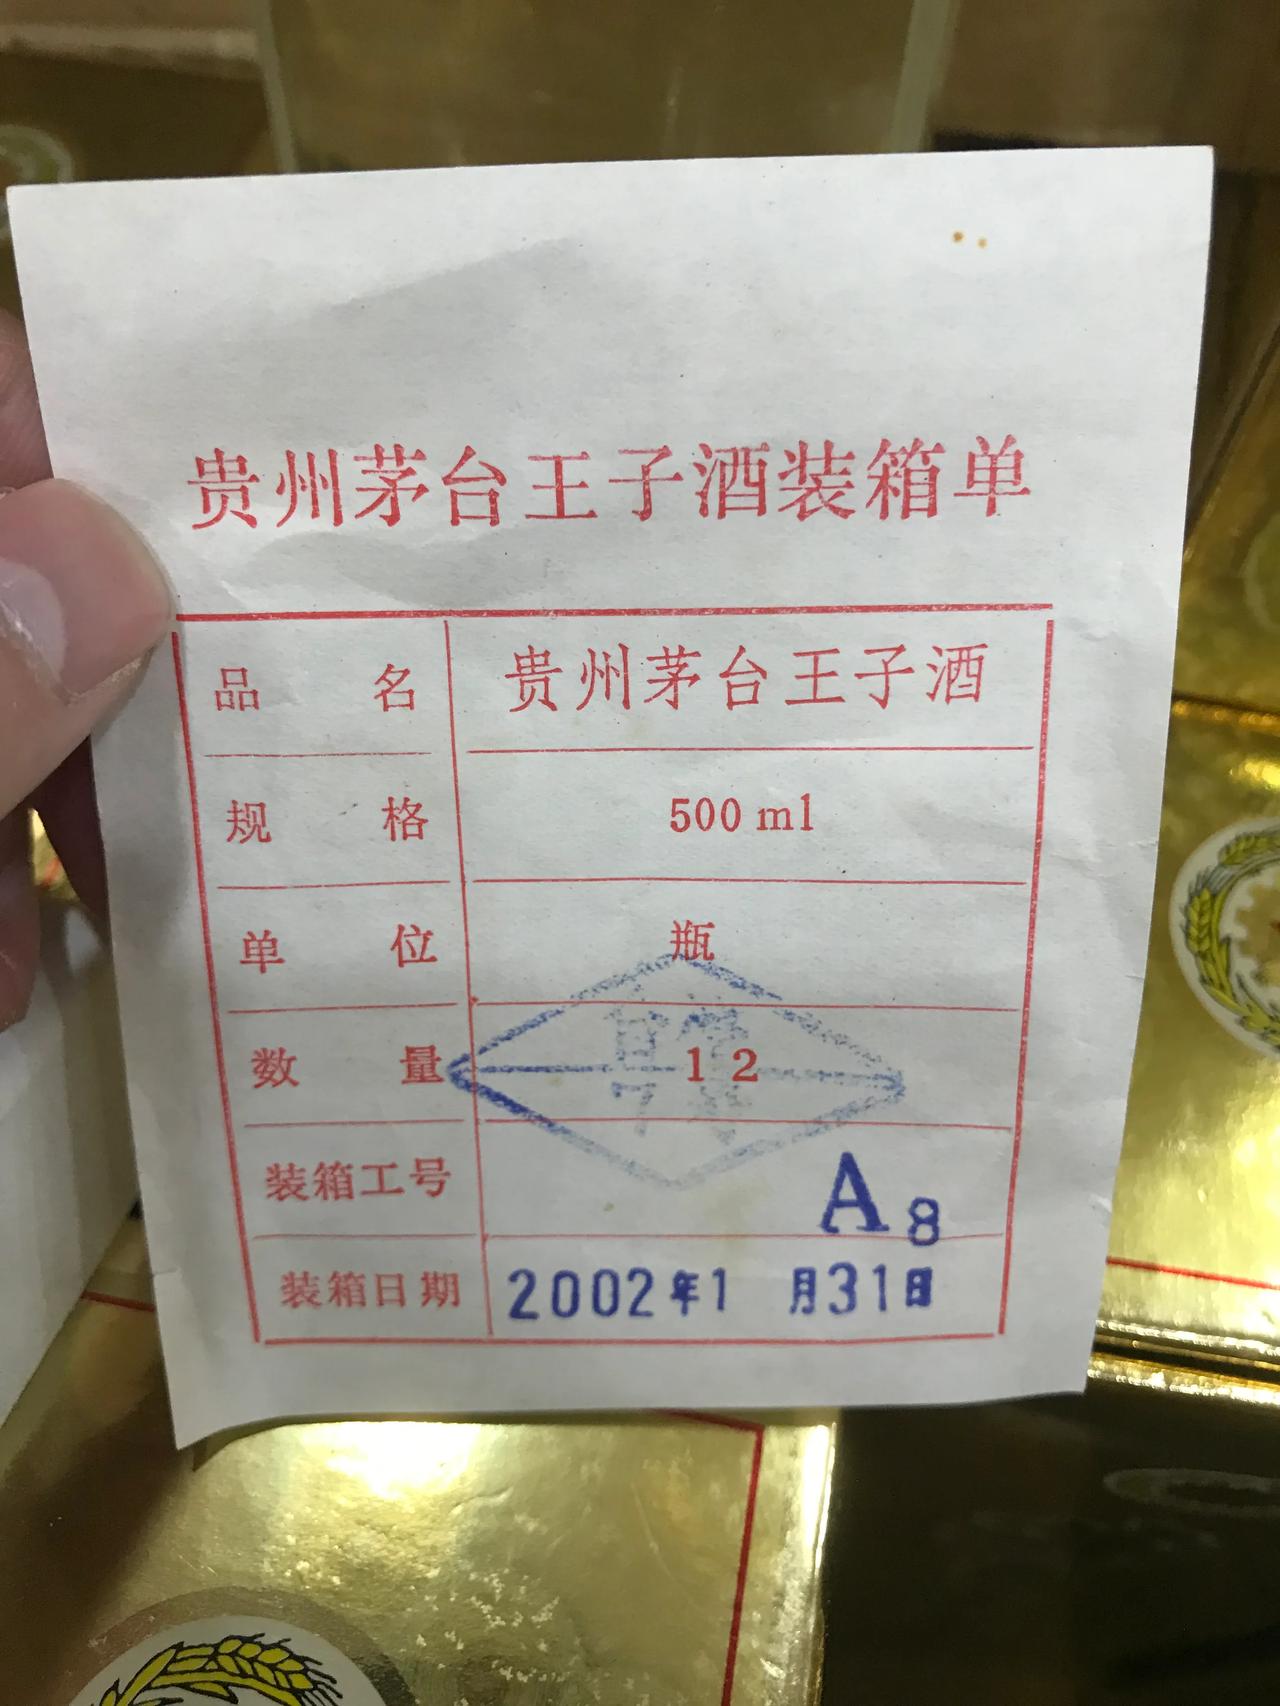 贵州茅台王子酒装箱单
品 名 贵州茅台王子酒
规 格 500 ml
单 位 瓶
数 量 12
装箱工号 A8
装箱日期 2002年1 月31日